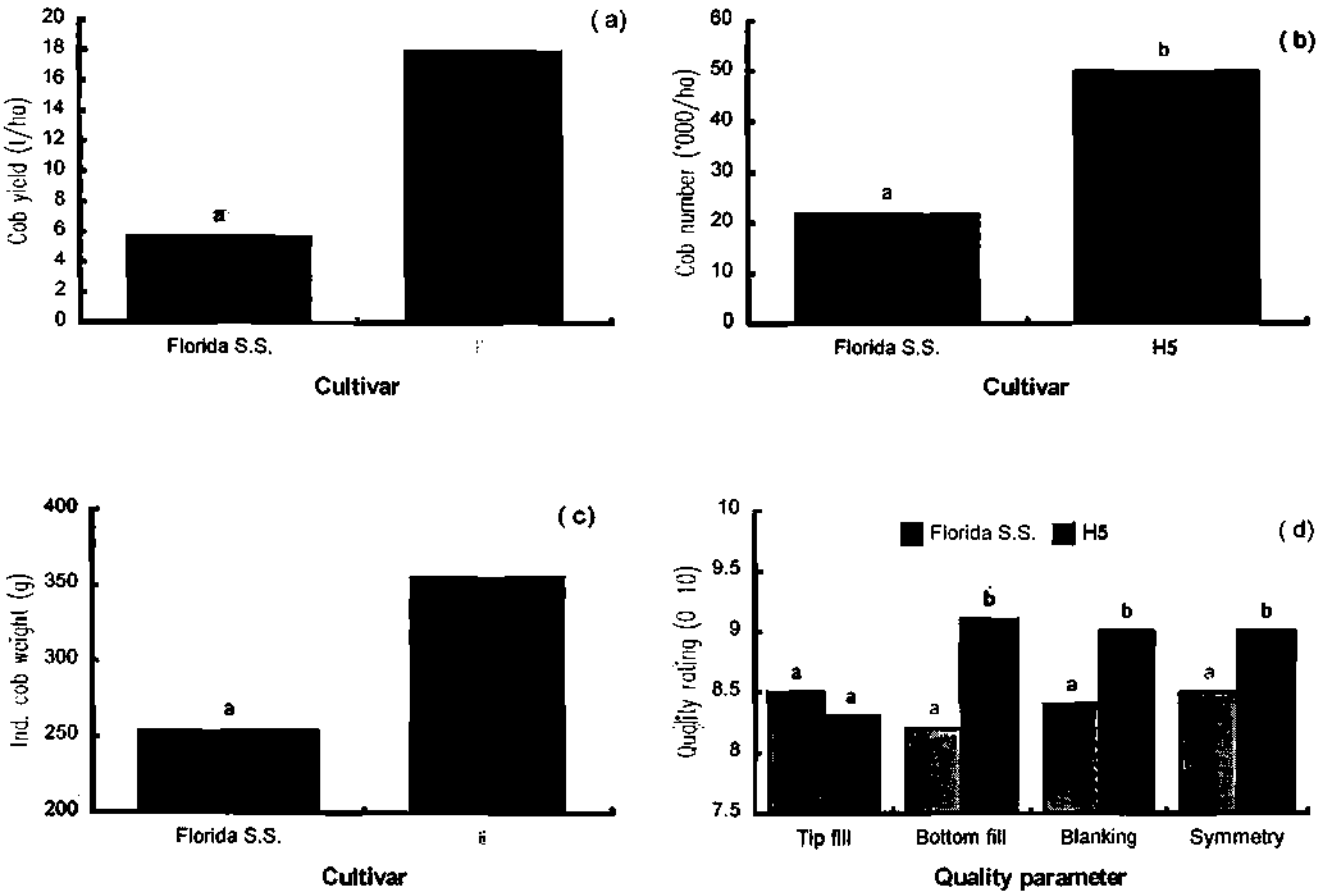 (a)
Cob yield (t/ha)
20
18
16
14
12
10
8
6
4
2
0
a
Florida S.S.
Cultivar
(b)
Cob number ('000/ha)
60
50
40
30
20
10
0
a
b
Florida S.S.
H5
Cultivar
(c)
Ind. cob weight (g)
400
350
300
250
200
a
Florida S.S.
Cultivar
(d)
Florida S.S.
H5
Quality rating (0 10)
10
9.5
9
8.5
8
7.5
a
a
a
b
a
b
a
b
Tip fill
Bottom fill
Blanking
Symmetry
Quality parameter